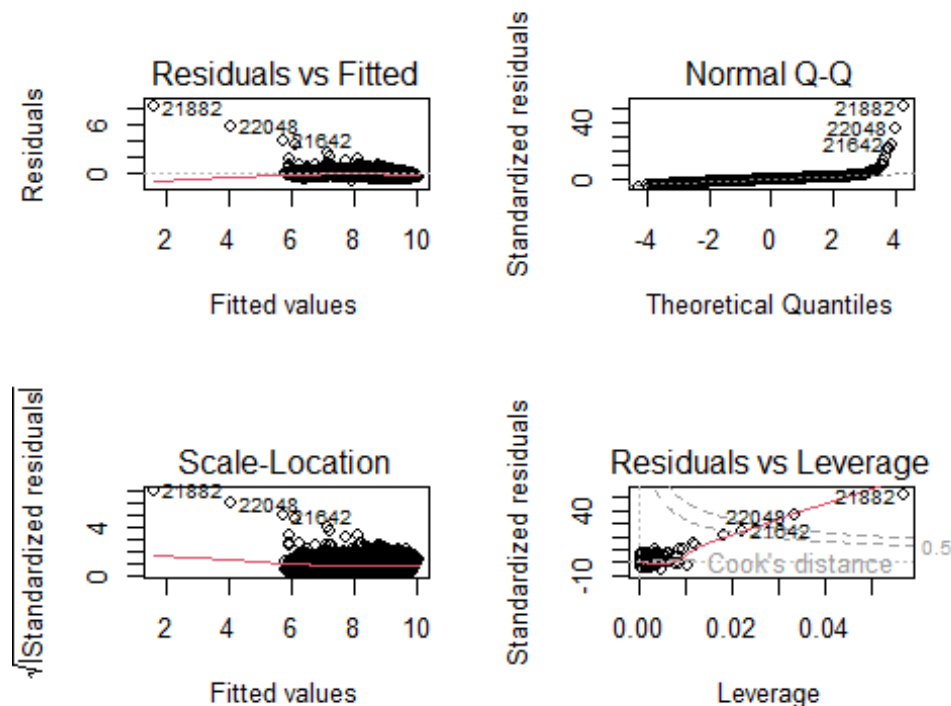 Residuals vs Fitted
Residuals
6
0
21882
22048
21642
2 4 6 8 10
Fitted values
Normal Q-Q
Standardized residuals
40
0
21882
22048
21642
-4 -2 0 2 4
Theoretical Quantiles
Scale-Location
√|Standardized residuals|
4
0
21882
22048
21642
2 4 6 8 10
Fitted values
Residuals vs Leverage
Standardized residuals
40
-10
21882
22048
21642
Cook's distance
0.5
0.00 0.02 0.04
Leverage